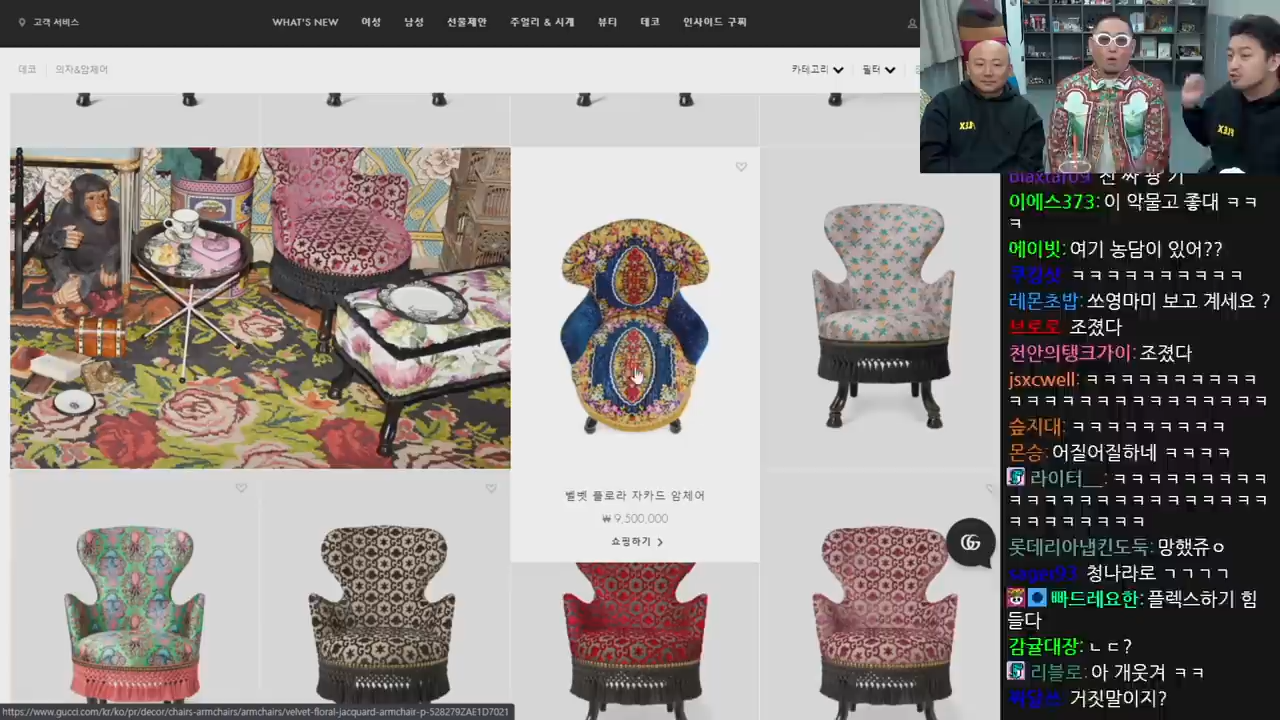 고객 서비스
WHAT'S NEW 여성 남성 선물제안 주얼리 & 시계 뷰티 데코 인사이드 구찌
데코 의자&암체어
카테고리 필터
벨벳 플로라 자카드 암체어
₩ 9,500,000
쇼핑하기
https://www.gucci.com/kr/ko/pr/decor/chairs-armchairs/armchairs/velvet-floral-jacquard-armchair-p-528279ZAE1D7021
이에스373: 이 악물고 좋대 ㅋㅋ
ㅋ
에이빗: 여기 농담이 있어??
쿠킹샷 ㅋㅋㅋㅋㅋㅋㅋㅋㅋㅋ
레몬초밥: 쏘영마미 보고 계세요 ?
브로로 조졌다
천안의탱크가이: 조졌다
jsxcwell: ㅋㅋㅋㅋㅋㅋㅋㅋㅋㅋ
ㅋㅋㅋㅋㅋㅋㅋㅋㅋㅋㅋㅋㅋㅋㅋ
슾지대: ㅋㅋㅋㅋㅋㅋㅋㅋㅋ
몬승: 어질어질하네 ㅋㅋㅋㅋ
라이터__: ㅋㅋㅋㅋㅋㅋㅋㅋㅋ
ㅋㅋㅋㅋㅋㅋㅋㅋㅋㅋㅋㅋㅋㅋㅋ
ㅋㅋㅋㅋㅋㅋㅋㅋ
롯데리아냅킨도둑: 망했쥬ㅇ
saper93 청나라로 ㄱㄱㄱㄱ
빠드레요한: 플렉스하기 힘
들다
감귤대장: ㄴㄷ?
리블로: 아 개웃겨 ㅋㅋ
거짓말이지?